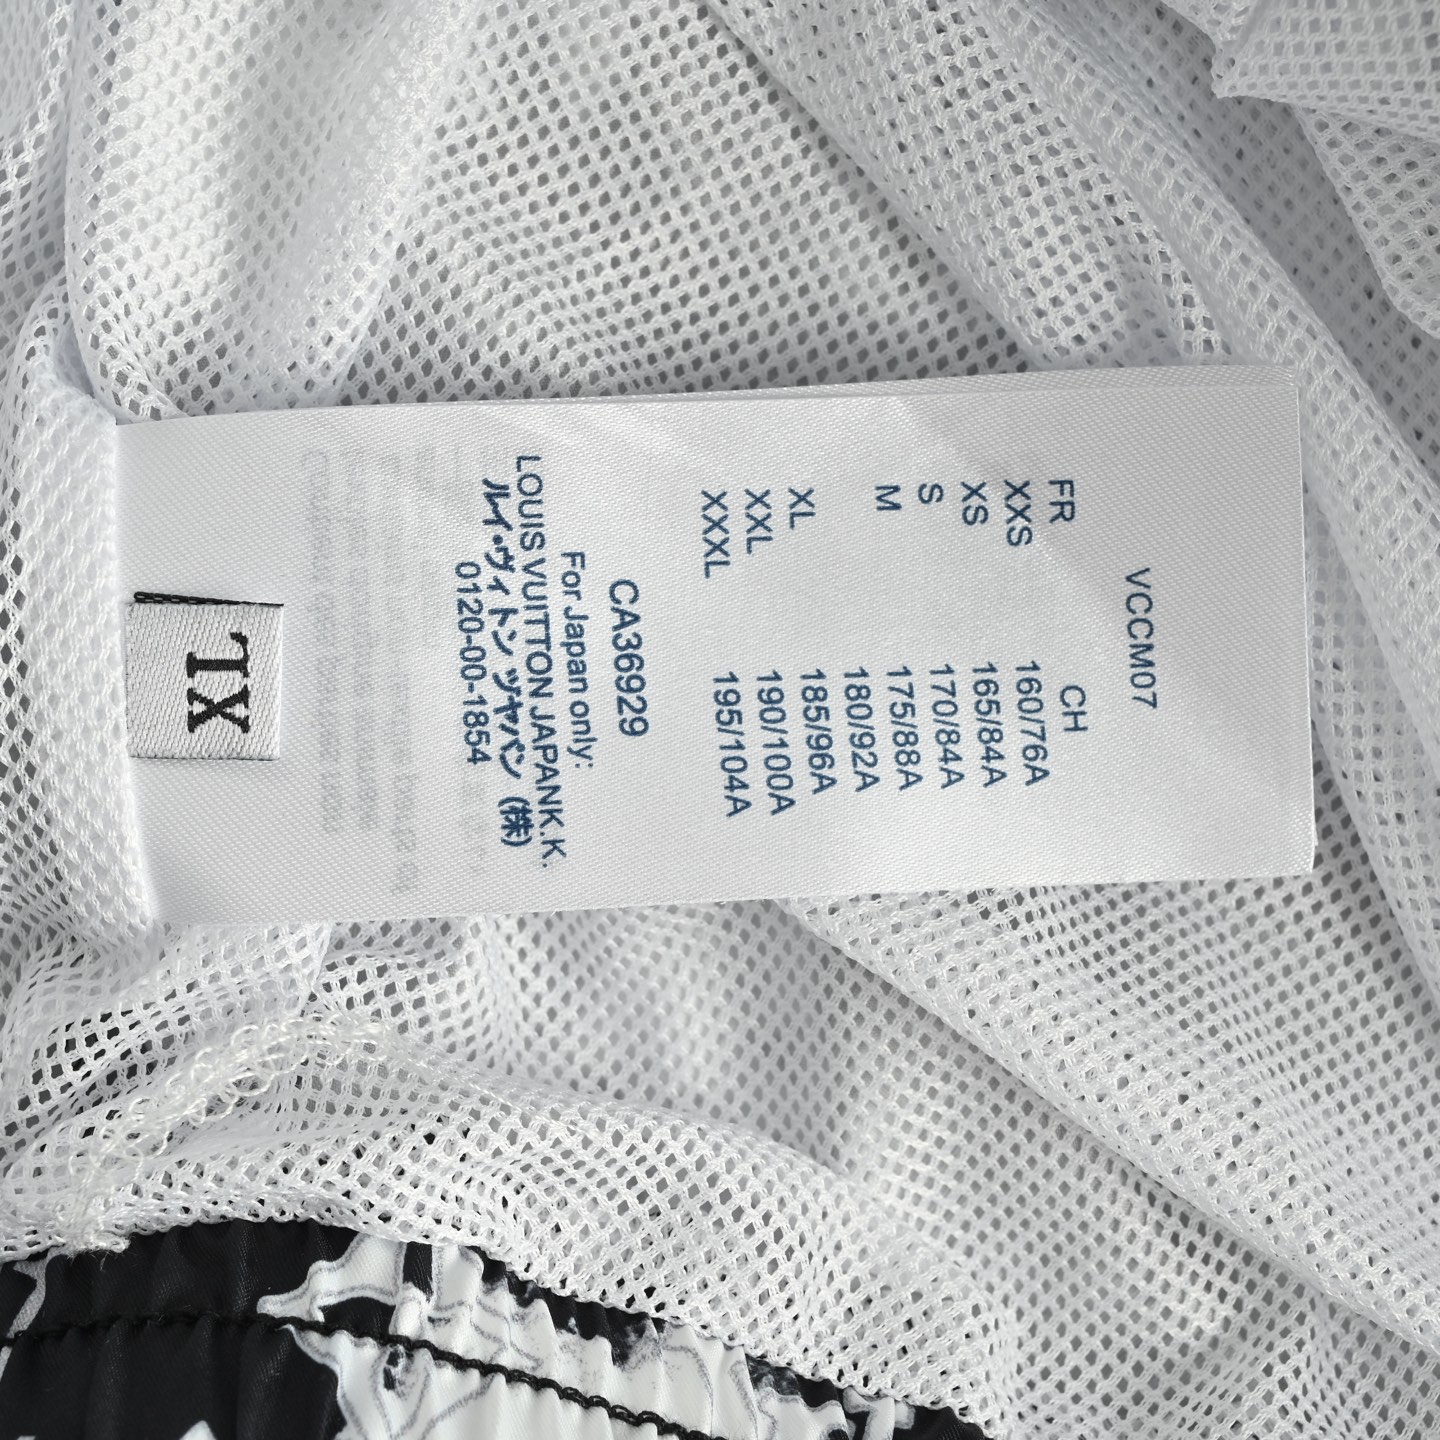 VCCM07
FR CH
XXS 160/76A
XS 165/84A
S 170/84A
M 175/88A
180/92A
XL 185/96A
XXL 190/100A
XXXL 195/104A
CA36929
For Japan only:
LOUIS VUITTON JAPANK.K.
ルイ・ヴィトン ツヤパン (株)
0120-00-1854
XL